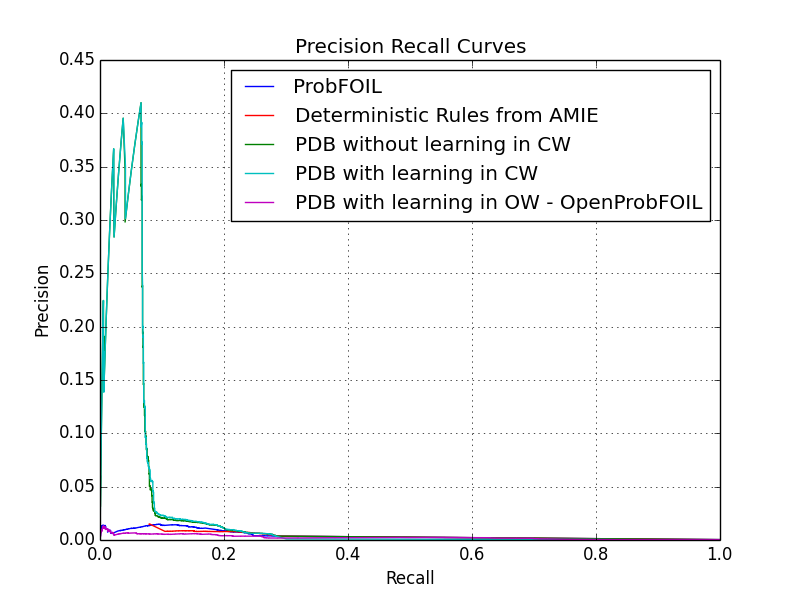 Precision Recall Curves
0.45
0.40
0.35
0.30
0.25
0.20
0.15
0.10
0.05
0.00
Precision
ProbFOIL
Deterministic Rules from AMIE
PDB without learning in CW
PDB with learning in CW
PDB with learning in OW - OpenProbFOIL
0.0 0.2 0.4 0.6 0.8 1.0
Recall